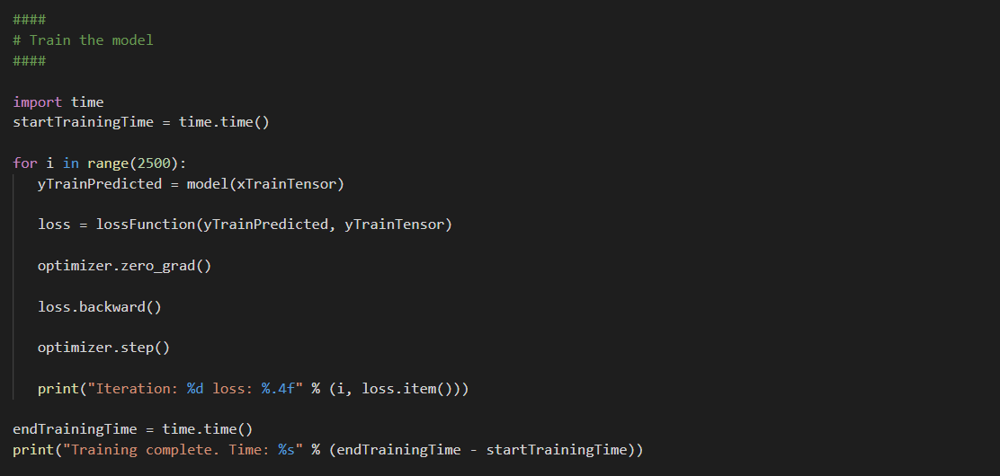 ####
# Train the model
####
import time
startTrainingTime = time.time()
for i in range(2500):
yTrainPredicted = model(xTrainTensor)
loss = lossFunction(yTrainPredicted, yTrainTensor)
optimizer.zero_grad()
loss.backward()
optimizer.step()
print("Iteration: %d loss: %.4f" % (i, loss.item()))
endTrainingTime = time.time()
print("Training complete. Time: %s" % (endTrainingTime - startTrainingTime))